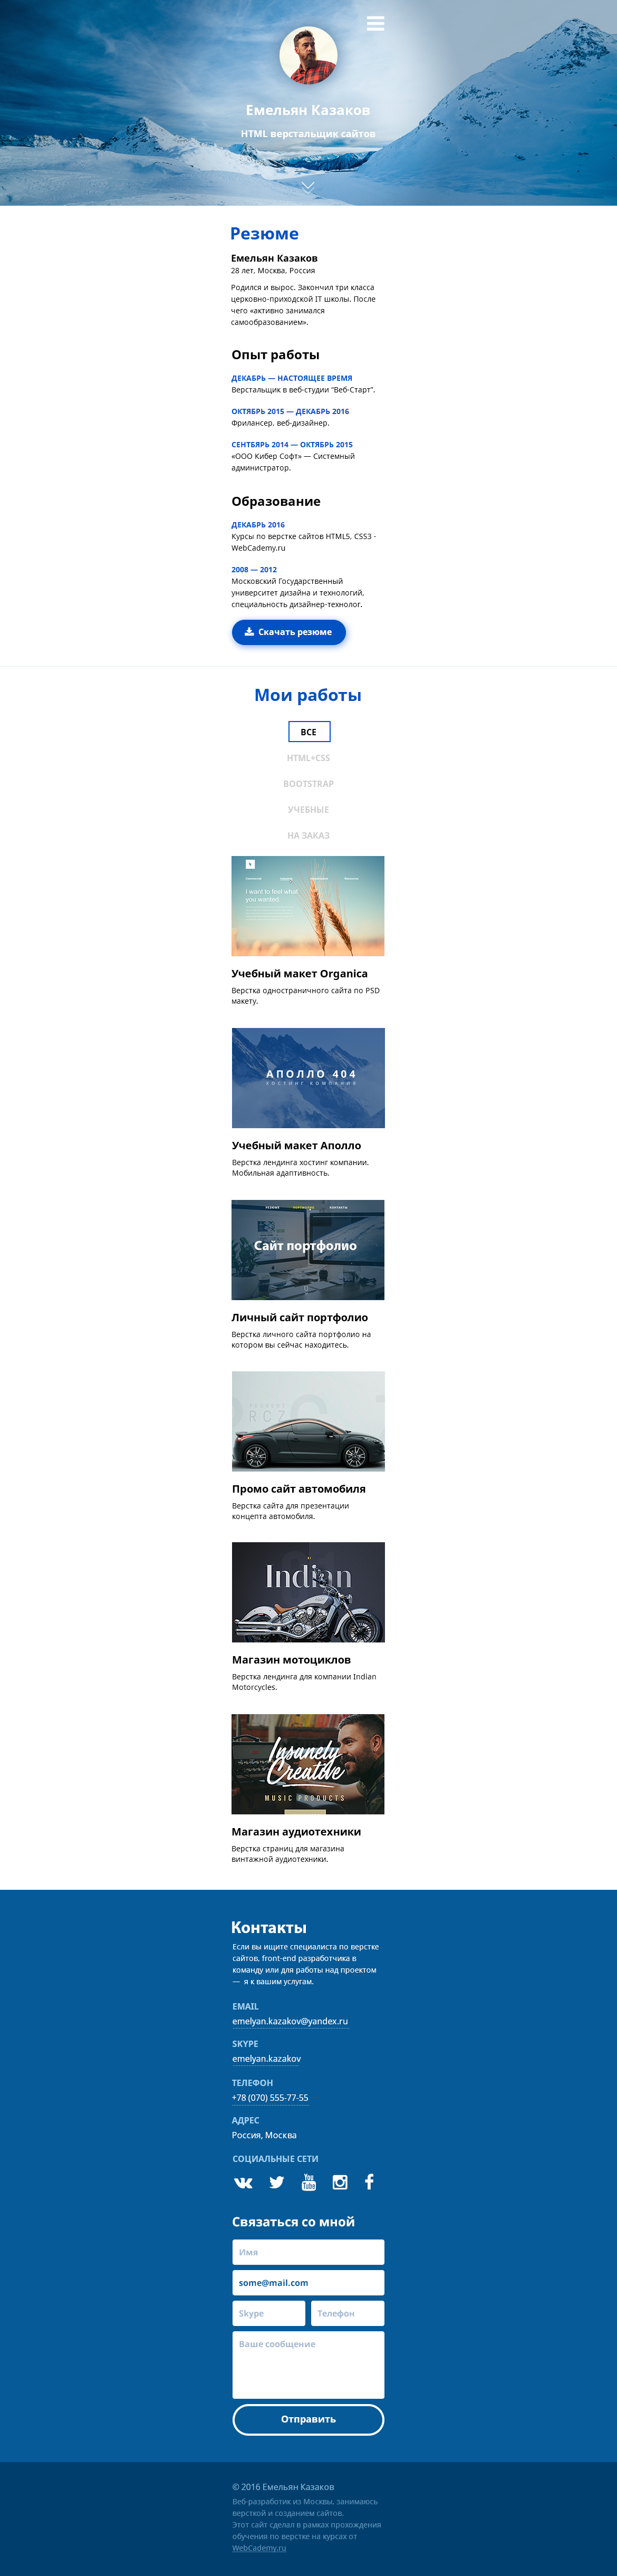 Емельян Казаков
HTML верстальщик сайтов
Резюме
Емельян Казаков
28 лет, Москва, Россия
Родился и вырос. Закончил три класса
церковно-приходской IT школы, После
чего «активно занимался
самообразованием».
Опыт работы
ДЕКАБРЬ — НАСТОЯЩЕЕ ВРЕМЯ
Верстальщик в веб-студии “Веб-Старт”.
ОКТЯБРЬ 2015 — ДЕКАБРЬ 2016
Фрилансер, веб-дизайнер.
СЕНТБЯРЬ 2014 — ОКТЯБРЬ 2015
«ООО Кибер Софт» — Системный
администратор.
Образование
ДЕКАБРЬ 2016
Курсы по верстке сайтов HTML5, CSS3 -
WebCademy.ru
2008 — 2012
Московский Государственный
университет дизайна и технологий,
специальность дизайнер-технолог.
Скачать резюме
Мои работы
ВСЕ
HTML+CSS
BOOTSTRAP
УЧЕБНЫЕ
НА ЗАКАЗ
I want to feel what
you wanted.
Учебный макет Organica
Верстка одностраничного сайта по PSD
макету.
АПОЛЛО 404
ХОСТИНГ КОМПАНИЯ
Учебный макет Аполло
Верстка лендинга хостинг компании.
Мобильная адаптивность.
РЕЗЮМЕ ПОРТФОЛИО КОНТАКТЫ
Сайт портфолио
Личный сайт портфолио
Верстка личного сайта портфолио на
котором вы сейчас находитесь.
RCZ
Промо сайт автомобиля
Верстка сайта для презентации
концепта автомобиля.
Indian
Магазин мотоциклов
Верстка лендинга для компании Indian
Motorcycles.
Insanely
Creative
MUSIC PRODUCTS
Магазин аудиотехники
Верстка страниц для магазина
винтажной аудиотехники.
Контакты
Если вы ищите специалиста по верстке
сайтов, front-end разработчика в
команду или для работы над проектом
— я к вашим услугам.
EMAIL
emelyan.kazakov@yandex.ru
SKYPE
emelyan.kazakov
ТЕЛЕФОН
+78 (070) 555-77-55
АДРЕС
Россия, Москва
СОЦИАЛЬНЫЕ СЕТИ
You
Tube
Связаться со мной
Имя
some@mail.com
Skype Телефон
Ваше сообщение
Отправить
© 2016 Емельян Казаков
Веб-разработик из Москвы, занимаюсь
версткой и созданием сайтов.
Этот сайт сделал в рамках прохождения
обучения по верстке на курсах от
WebCademy.ru